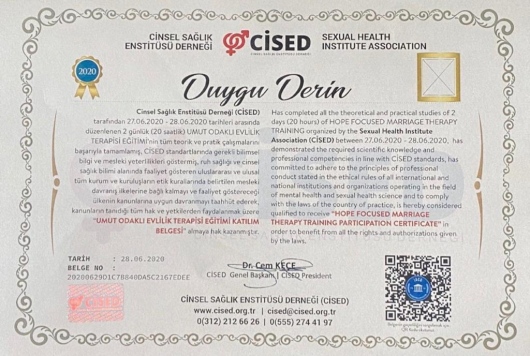 CİNSEL SAĞLIK
ENSTİTÜSÜ DERNEĞİ
CİSED
CİNSEL SAĞLIK ENSTİTÜSÜ DERNEĞİ
SEXUAL HEALTH
INSTITUTE ASSOCIATION
2020
Duygu Derin
Cinsel Sağlık Enstitüsü Derneği (CİSED)
tarafından 27.06.2020 - 28.06.2020 tarihleri arasında
düzenlenen 2 günlük (20 saatlik) UMUT ODAKLI EVLİLİK
TERAPİSİ EĞİTİMİ'nin tüm teorik ve pratik çalışmalarını
başarıyla tamamlamış, CİSED standartlarında gerekli bilimsel
bilgi ve mesleki yeterlilikleri göstermiş, ruh sağlığı ve cinsel
sağlık bilimi alanında faaliyet gösteren uluslararası ve ulusal
tüm kurum ve kuruluşların etik kurallarında belirtilen mesleki
davranış ilkelerine bağlı kalmayı ve faaliyet göstereceği
ülkenin kanunlarına uygun davranmayı taahhüt ederek,
kanunların tanıdığı tüm hak ve yetkilerden faydalanmak üzere
"UMUT ODAKLI EVLİLİK TERAPİSİ EĞİTİMİ KATILIM
BELGESİ" almaya hak kazanmıştır.
Has completed all the theoretical and practical studies of 2
days (20 hours) of HOPE FOCUSED MARRIAGE THERAPY
TRAINING organized by the Sexual Health Institute
Association (CİSED) between 27.06.2020 - 28.06.2020, has
demonstrated the required scientific knowledge and
professional competencies in line with CİSED standards, has
committed to adhere to the principles of professional
conduct stated in the ethical rules of all international and
national institutions and organizations operating in the field
of mental health and sexual health science and to comply
with the laws of the country of practice, is hereby considered
qualified to receive "HOPE FOCUSED MARRIAGE
THERAPY TRAINING PARTICIPATION CERTIFICATE" in
order to benefit from all the rights and authorizations given
by the laws.
TARİH : 28.06.2020
BELGE NO :
Dr. Cem KEÇE
CİSED Genel Başkanı | CİSED President
CİSED
CİNSEL SAĞLIK ENSTİTÜSÜ DERNEĞİ (CİSED)
www.cised.org.tr | cised@cised.org.tr
0(312) 212 66 26 | 0(555) 274 41 97